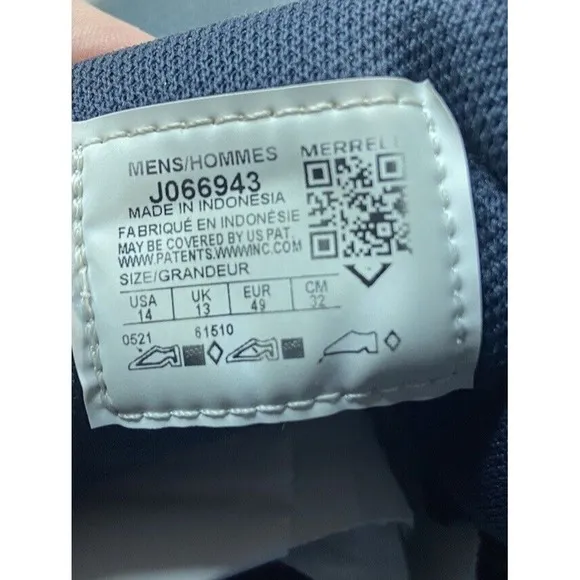 MENS/HOMMES
MERRELL
J066943
MADE IN INDONESIA
FABRIQUÉ EN INDONÉSIE
MAY BE COVERED BY US PAT.
WWW.PATENTS.WWWINC.COM
SIZE/GRANDEUR
USA UK EUR CM
14 13 49 32
0521 61510